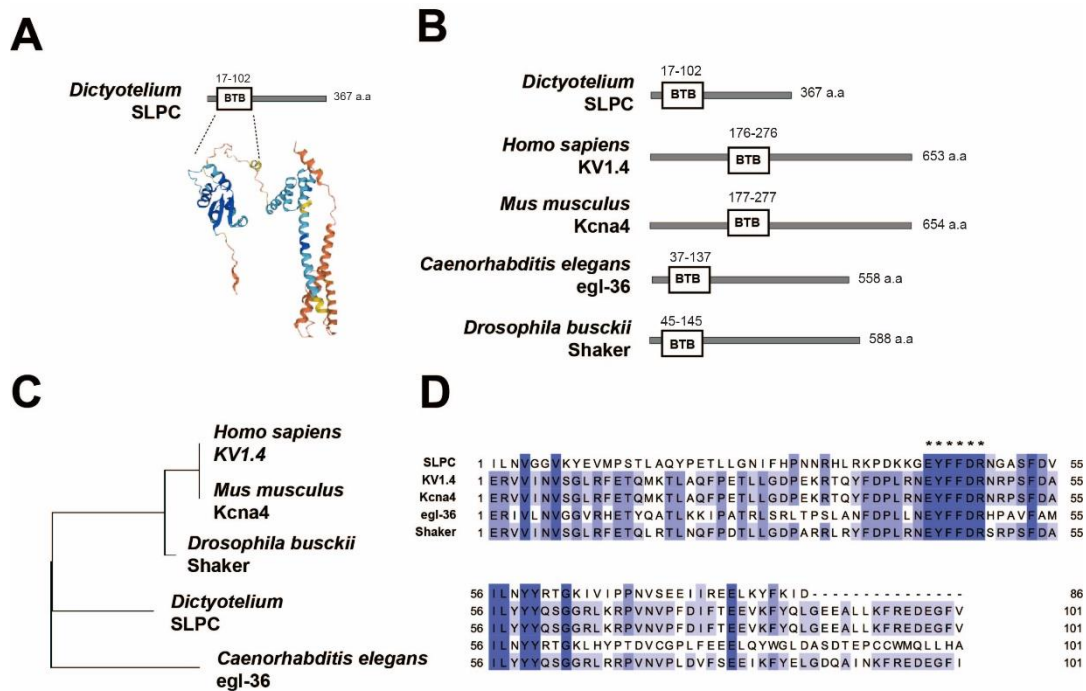 A
17-102
Dictyotelium
SLPC
BTB
367 a.a
B
17-102
Dictyotelium
SLPC
BTB
367 a.a
176-276
Homo sapiens
KV1.4
BTB
653 a.a
177-277
Mus musculus
Kcna4
BTB
654 a.a
37-137
Caenorhabditis elegans
egl-36
BTB
558 a.a
45-145
Drosophila busckii
Shaker
BTB
588 a.a
C
Homo sapiens
KV1.4
Mus musculus
Kcna4
Drosophila busckii
Shaker
Dictyotelium
SLPC
Caenorhabditis elegans
egl-36
D
* * * * * *
SLPC 1 ILNVGGVKYEVMPSTLAQYPETLLGNIFHPNNRHLRKPDKKGEYFFDRNGASFDV 55
KV1.4 1 ERVVINVSGLRFETQMKTLAQFPETLLGDPEKRTQYFDPLRNEYFFDRNRPSFDA 55
Kcna4 1 ERVVINVSGLRFETQMKTLAQFPETLLGDPEKRTQYFDPLRNEYFFDRNRPSFDA 55
egl-36 1 ERIVLNVGGVRHETYQATLKKIPATRLSRLTPSLANFDPLLNEYFFDRHPAVFAM 55
Shaker 1 ERVVINVSGLRFETQLRTLNQFPDTLLGDPARRLRYFDPLRNEYFFDRSRPSFDA 55
56 ILNYYRTGKIVIPPNVSEEIIREELKYFKID--------------- 86
56 ILYYYQSGGRLKRPVNVPFDIFTEEVKFYQLGEEALLKFREDEGFV 101
56 ILYYYQSGGRLKRPVNVPFDIFTEEVKFYQLGEEALLKFREDEGFV 101
56 ILNYYRTGKLHYPTDVCGPLFEEELQYWGLDASDTEPCCWMQLLHA 101
56 ILYYYQSGGRLRRPVNVPLDVFSEEIKFYELGDQAINKFREDEGFI 101